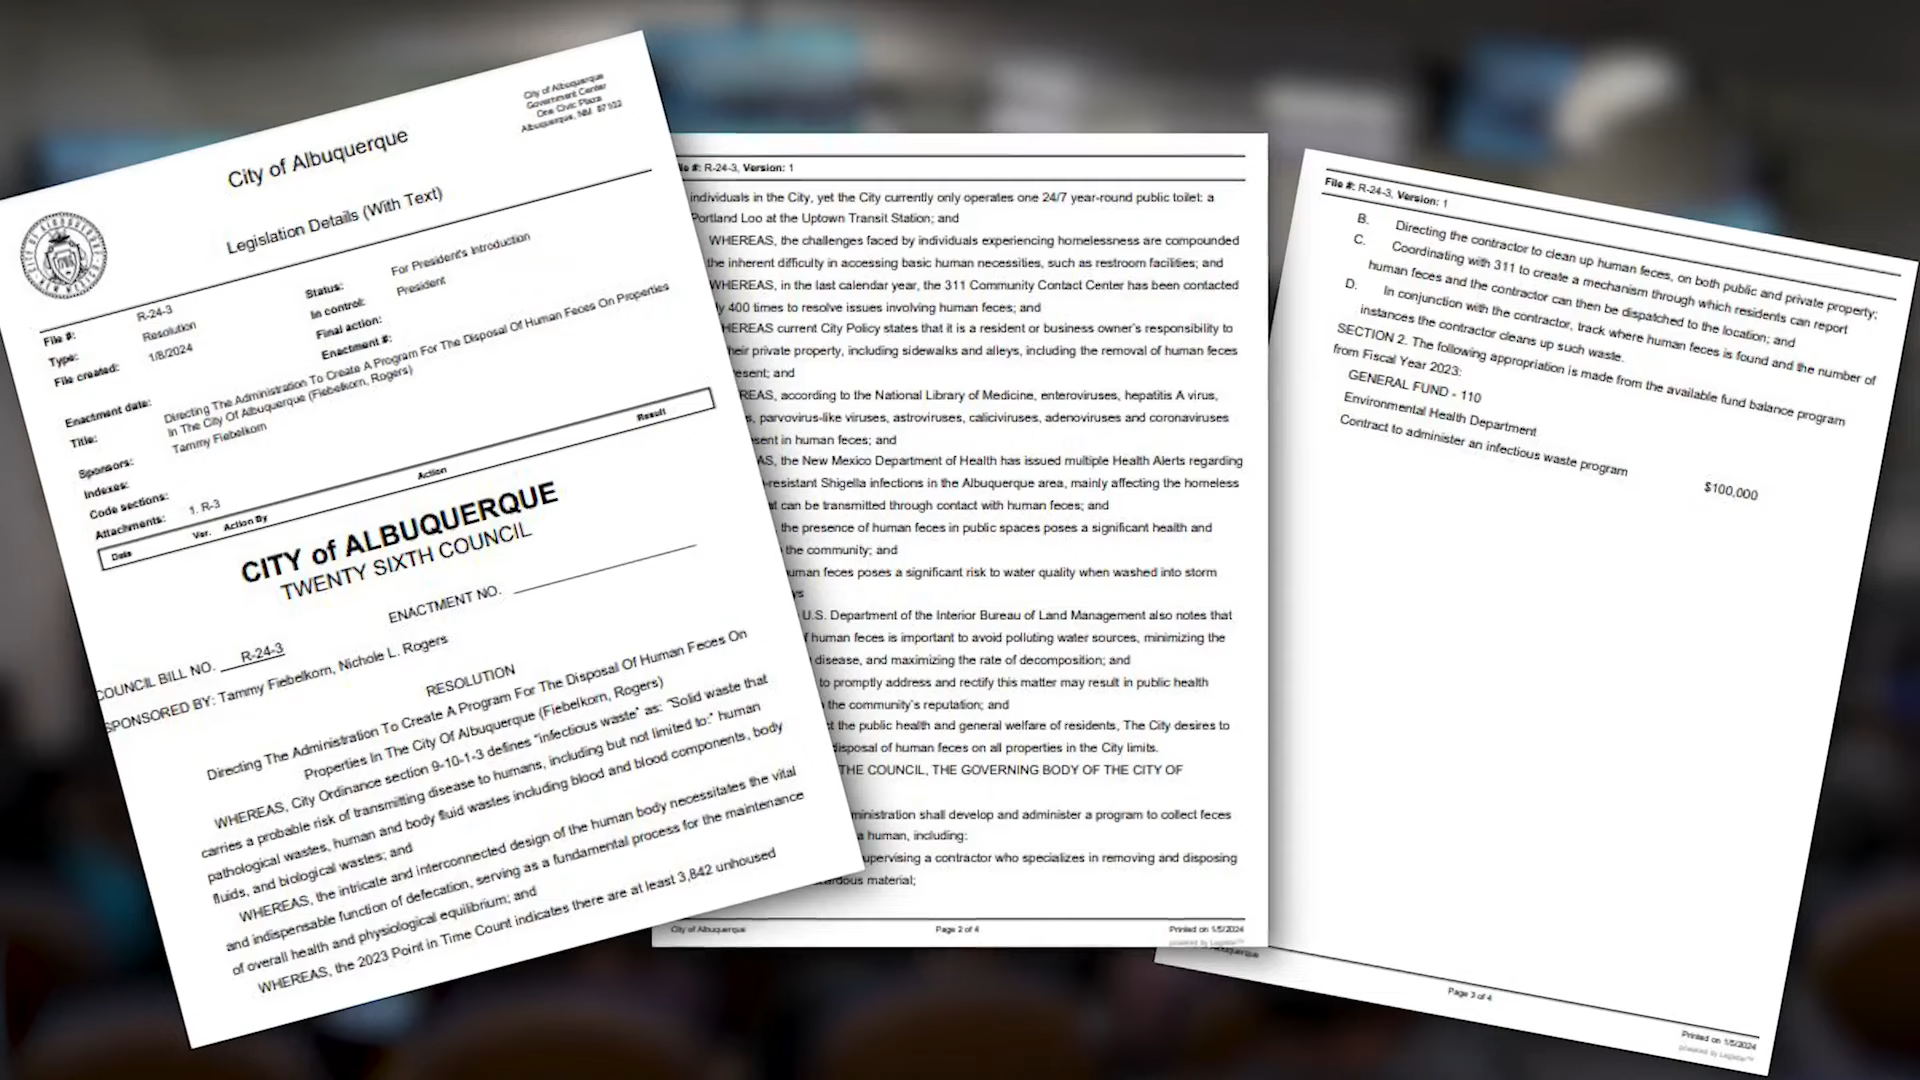 City of Albuquerque
Government Center
One Civic Plaza
Albuquerque, NM 87102
City of Albuquerque
Legislation Details (With Text)
File #: R-24-3
Type: Resolution
Status: For President's Introduction
File created: 1/8/2024
In control: President
Final action:
Enactment date:
Enactment #:
Title: Directing The Administration To Create A Program For The Disposal Of Human Feces On Properties
In The City Of Albuquerque (Fiebelkorn, Rogers)
Sponsors: Tammy Fiebelkorn
Indexes:
Code sections:
Attachments: 1. R-3
Date Ver. Action By Action Result
CITY of ALBUQUERQUE
TWENTY SIXTH COUNCIL
COUNCIL BILL NO. R-24-3 ENACTMENT NO.
SPONSORED BY: Tammy Fiebelkorn, Nichole L. Rogers
RESOLUTION
Directing The Administration To Create A Program For The Disposal Of Human Feces On
Properties In The City Of Albuquerque (Fiebelkorn, Rogers)
WHEREAS, City Ordinance section 9-10-1-3 defines "infectious waste" as: "Solid waste that
carries a probable risk of transmitting disease to humans, including but not limited to:" human
pathological wastes, human and body fluid wastes including blood and blood components, body
fluids, and biological wastes; and
WHEREAS, the intricate and interconnected design of the human body necessitates the vital
and indispensable function of defecation, serving as a fundamental process for the maintenance
of overall health and physiological equilibrium; and
WHEREAS, the 2023 Point in Time Count indicates there are at least 3,842 unhoused
#: R-24-3, Version: 1
individuals in the City, yet the City currently only operates one 24/7 year-round public toilet: a
Portland Loo at the Uptown Transit Station; and
WHEREAS, the challenges faced by individuals experiencing homelessness are compounded
the inherent difficulty in accessing basic human necessities, such as restroom facilities; and
WHEREAS, in the last calendar year, the 311 Community Contact Center has been contacted
y 400 times to resolve issues involving human feces; and
HEREAS current City Policy states that it is a resident or business owner's responsibility to
heir private property, including sidewalks and alleys, including the removal of human feces
esent; and
REAS, according to the National Library of Medicine, enteroviruses, hepatitis A virus,
s, parvovirus-like viruses, astroviruses, caliciviruses, adenoviruses and coronaviruses
sent in human feces; and
AS, the New Mexico Department of Health has issued multiple Health Alerts regarding
-resistant Shigella infections in the Albuquerque area, mainly affecting the homeless
at can be transmitted through contact with human feces; and
the presence of human feces in public spaces poses a significant health and
the community; and
uman feces poses a significant risk to water quality when washed into storm
ys
U.S. Department of the Interior Bureau of Land Management also notes that
f human feces is important to avoid polluting water sources, minimizing the
disease, and maximizing the rate of decomposition; and
to promptly address and rectify this matter may result in public health
the community's reputation; and
t the public health and general welfare of residents, The City desires to
disposal of human feces on all properties in the City limits.
THE COUNCIL, THE GOVERNING BODY OF THE CITY OF
ministration shall develop and administer a program to collect feces
a human, including:
upervising a contractor who specializes in removing and disposing
ardous material;
City of Albuquerque Page 2 of 4 Printed on 1/5/2024
powered by Legistar™
File #: R-24-3, Version: 1
B. Directing the contractor to clean up human feces, on both public and private property;
C. Coordinating with 311 to create a mechanism through which residents can report
human feces and the contractor can then be dispatched to the location; and
D. In conjunction with the contractor, track where human feces is found and the number of
instances the contractor cleans up such waste.
SECTION 2. The following appropriation is made from the available fund balance program
from Fiscal Year 2023:
GENERAL FUND - 110
Environmental Health Department
Contract to administer an infectious waste program $100,000
Albuquerque Page 3 of 4 Printed on 1/5/2024
powered by Legistar™